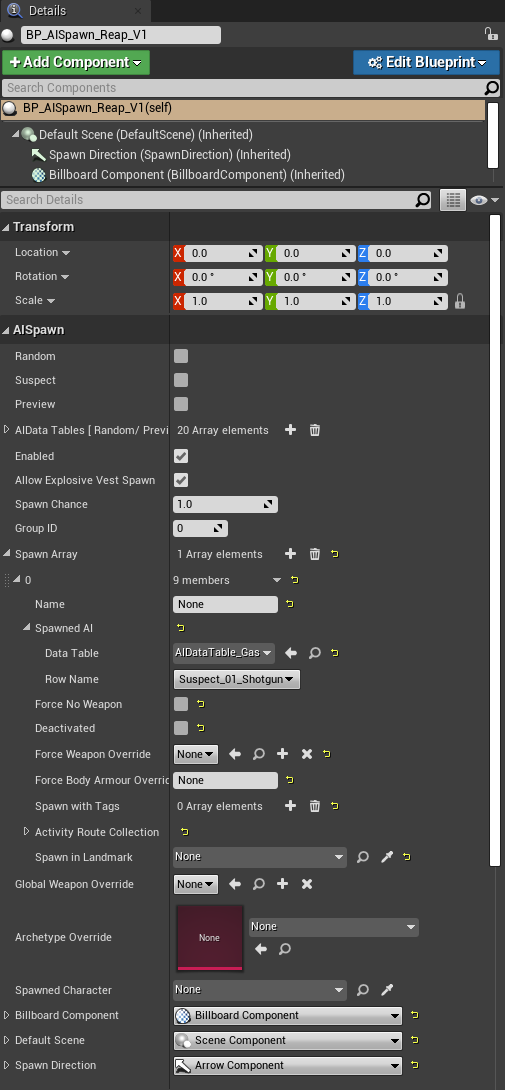 Details
BP_AISpawn_Reap_V1
Add Component
Edit Blueprint
Search Components
BP_AISpawn_Reap_V1(self)
Default Scene (DefaultScene) (Inherited)
Spawn Direction (SpawnDirection) (Inherited)
Billboard Component (BillboardComponent) (Inherited)
Search Details
Transform
Location X 0.0 Y 0.0 Z 0.0
Rotation X 0.0 ° Y 0.0 ° Z 0.0 °
Scale X 1.0 Y 1.0 Z 1.0
AISpawn
Random
Suspect
Preview
AIData Tables [ Random/ Previ 20 Array elements
Enabled
Allow Explosive Vest Spawn
Spawn Chance 1.0
Group ID 0
Spawn Array 1 Array elements
0 9 members
Name None
Spawned AI
Data Table AIDataTable_Gas
Row Name Suspect_01_Shotgun
Force No Weapon
Deactivated
Force Weapon Override None
Force Body Armour Overric None
Spawn with Tags 0 Array elements
Activity Route Collection
Spawn in Landmark None
Global Weapon Override None
Archetype Override None None
Spawned Character None
Billboard Component Billboard Component
Default Scene Scene Component
Spawn Direction Arrow Component